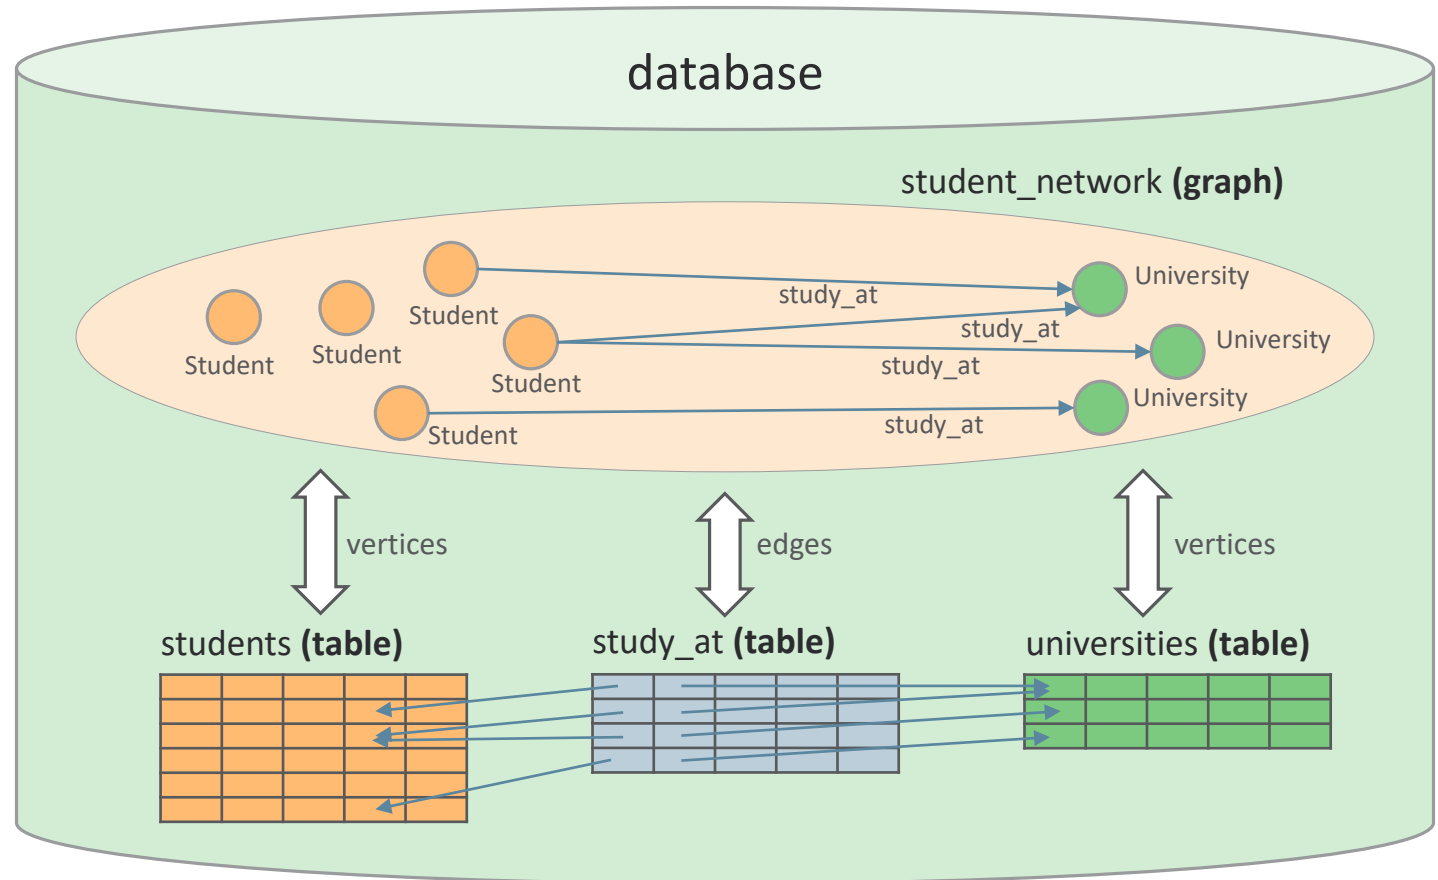 database
student_network (graph)
University
study_at
Student
study_at
University
Student
Student
study_at
Student
University
study_at
Student
vertices
edges
vertices
students (table)
study_at (table)
universities (table)